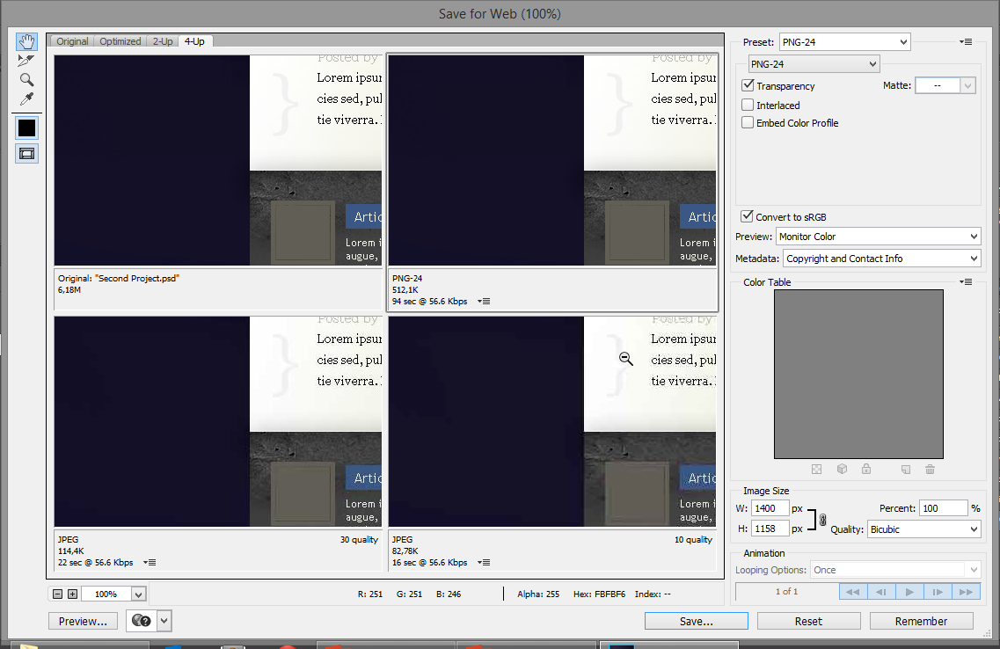 Save for Web (100%)
Original Optimized 2-Up 4-Up
Posted by
Lorem ipsur
cies sed, pul
tie viverra.
Artic
Lorem i
augue,
Original: "Second Project.psd"
6,18M
Posted by
Lorem ipsur
cies sed, pul
tie viverra.
Artic
Lorem i
augue,
PNG-24
512,1K
94 sec @ 56.6 Kbps
Posted by
Lorem ipsur
cies sed, pul
tie viverra.
Artic
Lorem i
augue,
JPEG 30 quality
114,4K
22 sec @ 56.6 Kbps
Posted by
Lorem ipsur
cies sed, pul
tie viverra.
Artic
Lorem i
augue,
JPEG 10 quality
82,78K
16 sec @ 56.6 Kbps
100% R: 251 G: 251 B: 246 Alpha: 255 Hex: FBFBF6 Index: --
Preview... Save... Reset Remember
Preset: PNG-24
PNG-24
Transparency Matte: --
Interlaced
Embed Color Profile
Convert to sRGB
Preview: Monitor Color
Metadata: Copyright and Contact Info
Color Table
Image Size
W: 1400 px Percent: 100 %
H: 1158 px Quality: Bicubic
Animation
Looping Options: Once
1 of 1